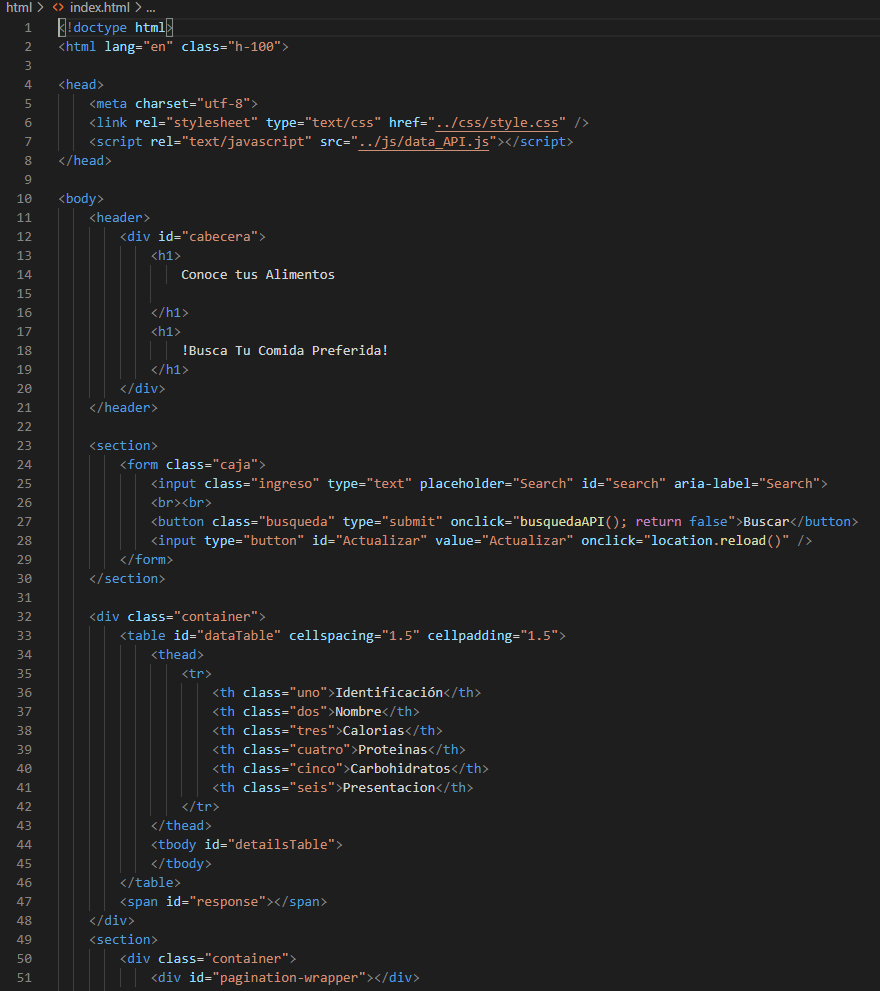 html > index.html > ...
1 <!doctype html>
2 <html lang="en" class="h-100">
3
4 <head>
5     <meta charset="utf-8">
6     <link rel="stylesheet" type="text/css" href="../css/style.css" />
7     <script rel="text/javascript" src="../js/data_API.js"></script>
8 </head>
9
10 <body>
11     <header>
12         <div id="cabecera">
13             <h1>
14                 Conoce tus Alimentos
15
16             </h1>
17             <h1>
18                 !Busca Tu Comida Preferida!
19             </h1>
20         </div>
21     </header>
22
23     <section>
24         <form class="caja">
25             <input class="ingreso" type="text" placeholder="Search" id="search" aria-label="Search">
26             <br><br>
27             <button class="busqueda" type="submit" onclick="busquedaAPI(); return false">Buscar</button>
28             <input type="button" id="Actualizar" value="Actualizar" onclick="location.reload()" />
29         </form>
30     </section>
31
32     <div class="container">
33         <table id="dataTable" cellspacing="1.5" cellpadding="1.5">
34             <thead>
35                 <tr>
36                     <th class="uno">Identificación</th>
37                     <th class="dos">Nombre</th>
38                     <th class="tres">Calorias</th>
39                     <th class="cuatro">Proteinas</th>
40                     <th class="cinco">Carbohidratos</th>
41                     <th class="seis">Presentacion</th>
42                 </tr>
43             </thead>
44             <tbody id="detailsTable">
45             </tbody>
46         </table>
47         <span id="response"></span>
48     </div>
49     <section>
50         <div class="container">
51             <div id="pagination-wrapper"></div>